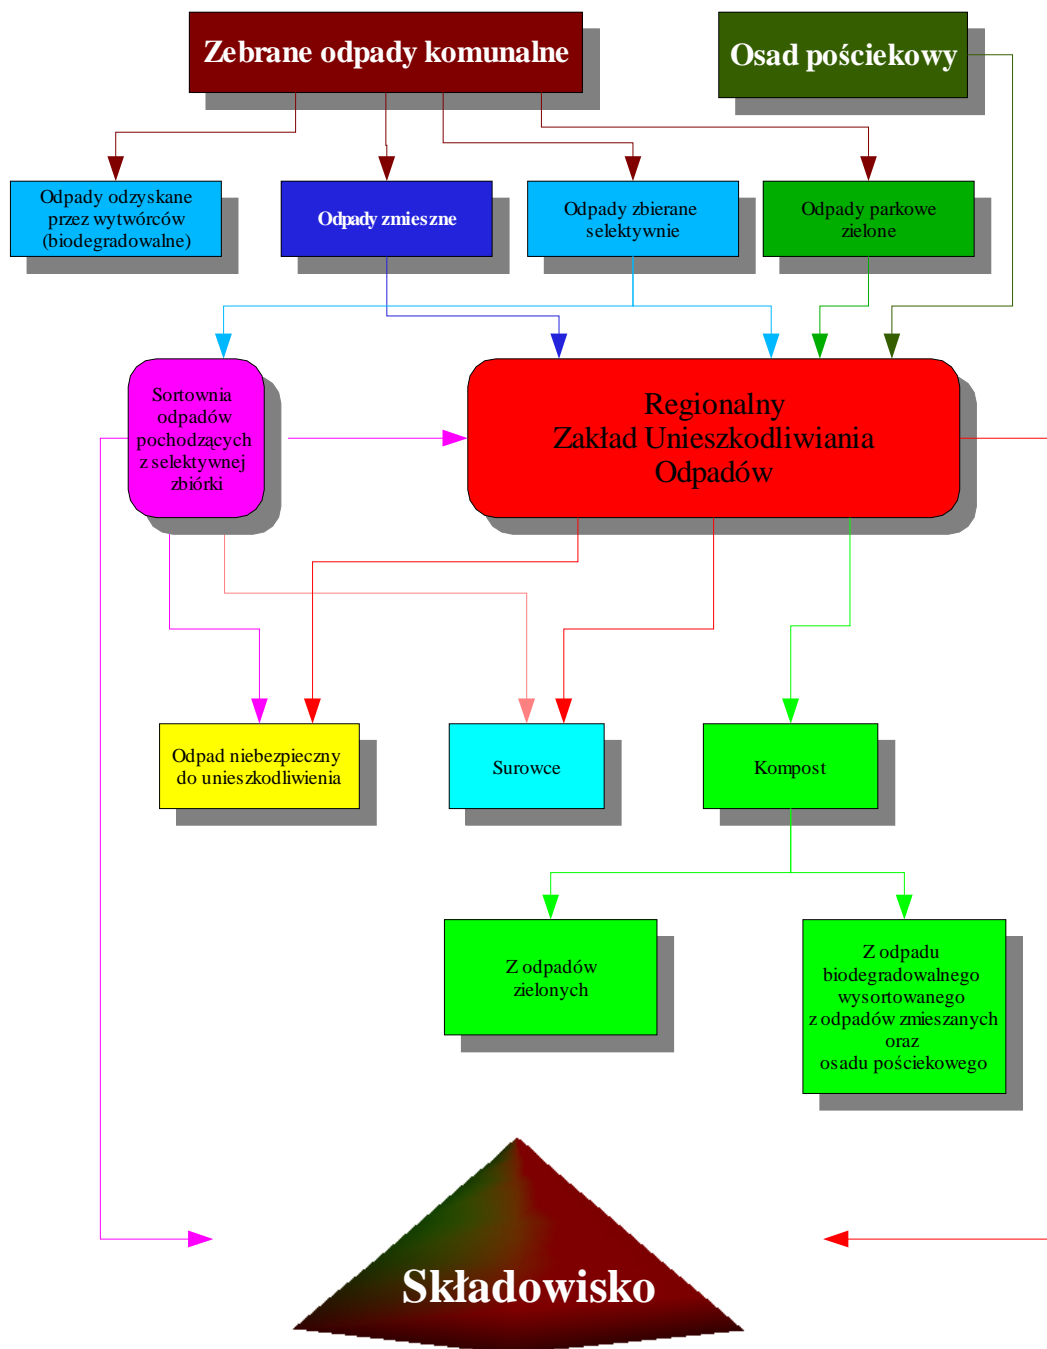 Zebrane odpady komunalne
Osad pościekowy
Odpady odzyskane
przez wytwórców
(biodegradowalne)
Odpady zmieszne
Odpady zbierane
selektywnie
Odpady parkowe
zielone
Sortownia
odpadów
pochodzących
z selektywnej
zbiórki
Regionalny
Zakład Unieszkodliwiania
Odpadów
Odpad niebezpieczny
do unieszkodliwienia
Surowce
Kompost
Z odpadów
zielonych
Z odpadu
biodegradowalnego
wysortowanego
z odpadów zmieszanych
oraz
osadu pościekowego
Składowisko